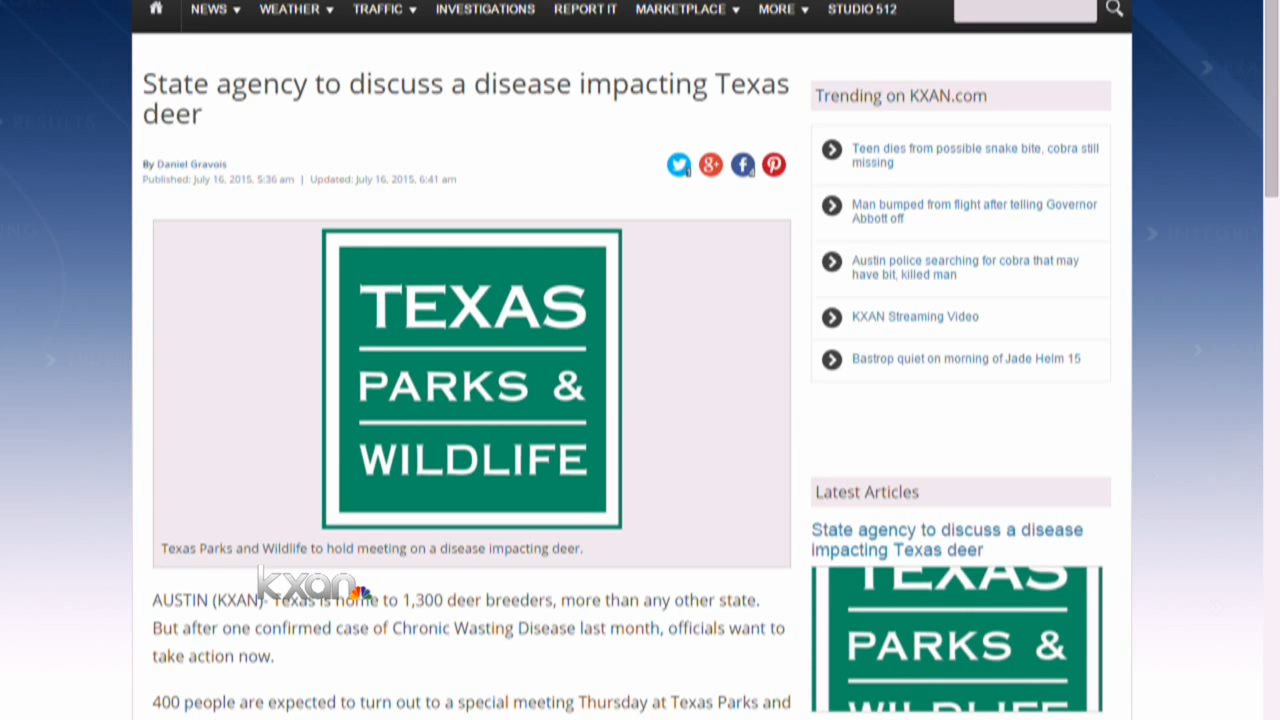 NEWS WEATHER TRAFFIC INVESTIGATIONS REPORT IT MARKETPLACE MORE STUDIO 512
State agency to discuss a disease impacting Texas
deer
By Daniel Gravois
Published: July 16, 2015, 5:36 am | Updated: July 16, 2015, 6:41 am
TEXAS
PARKS &
WILDLIFE
Texas Parks and Wildlife to hold meeting on a disease impacting deer.
kxan
AUSTIN (KXAN)- Texas is home to 1,300 deer breeders, more than any other state.
But after one confirmed case of Chronic Wasting Disease last month, officials want to
take action now.
400 people are expected to turn out to a special meeting Thursday at Texas Parks and
Trending on KXAN.com
Teen dies from possible snake bite, cobra still
missing
Man bumped from flight after telling Governor
Abbott off
Austin police searching for cobra that may
have bit, killed man
KXAN Streaming Video
Bastrop quiet on morning of Jade Helm 15
Latest Articles
State agency to discuss a disease
impacting Texas deer
TEXAS
PARKS &
WILDLIFE